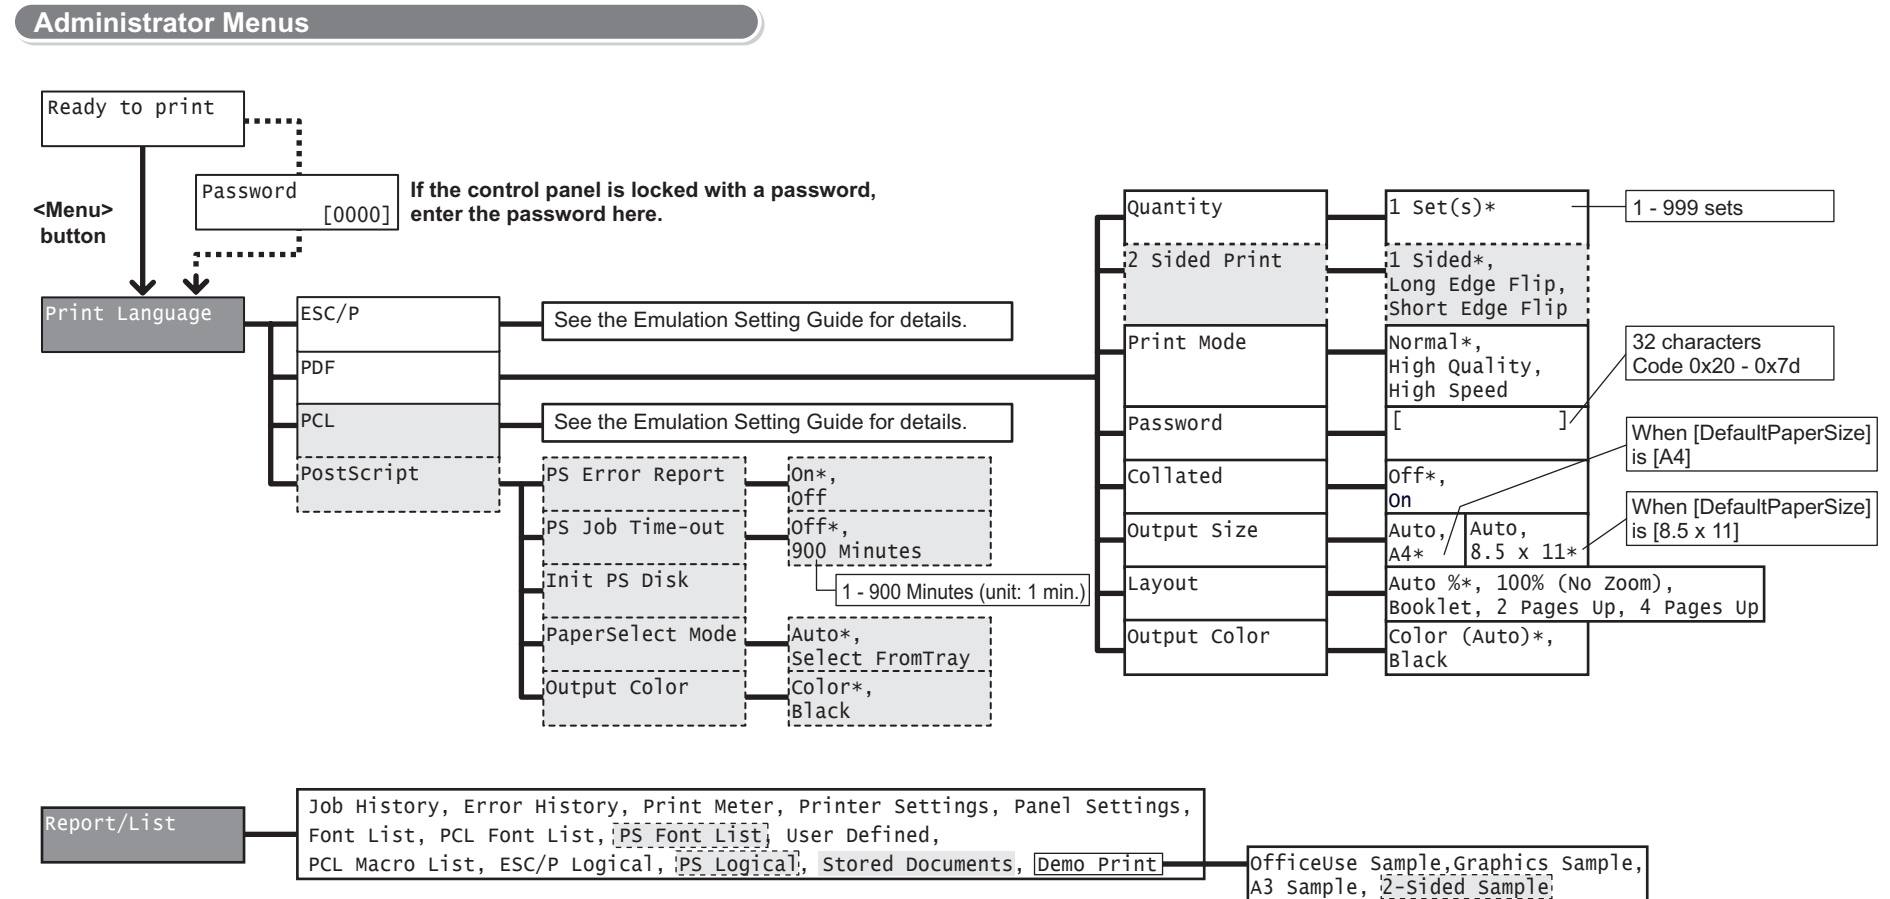 Administrator Menus
Ready to print
Password
[0000]
If the control panel is locked with a password,
enter the password here.
<Menu>
button
Print Language
ESC/P
See the Emulation Setting Guide for details.
PDF
PCL
See the Emulation Setting Guide for details.
PostScript
PS Error Report
On*,
Off
PS Job Time-out
Off*,
900 Minutes
1 - 900 Minutes (unit: 1 min.)
Init PS Disk
PaperSelect Mode
Auto*,
Select FromTray
Output Color
Color*,
Black
Quantity
1 Set(s)*
1 - 999 sets
2 Sided Print
1 Sided*,
Long Edge Flip,
Short Edge Flip
Print Mode
Normal*,
High Quality,
High Speed
Password
[ ]
32 characters
Code 0x20 - 0x7d
Collated
Off*,
On
Output Size
Auto,
A4*
When [DefaultPaperSize]
is [A4]
Auto,
8.5 x 11*
When [DefaultPaperSize]
is [8.5 x 11]
Layout
Auto %*, 100% (No Zoom),
Booklet, 2 Pages Up, 4 Pages Up
Output Color
Color (Auto)*,
Black
Report/List
Job History, Error History, Print Meter, Printer Settings, Panel Settings,
Font List, PCL Font List, PS Font List, User Defined,
PCL Macro List, ESC/P Logical, PS Logical, Stored Documents, Demo Print
OfficeUse Sample,Graphics Sample,
A3 Sample, 2-Sided Sample